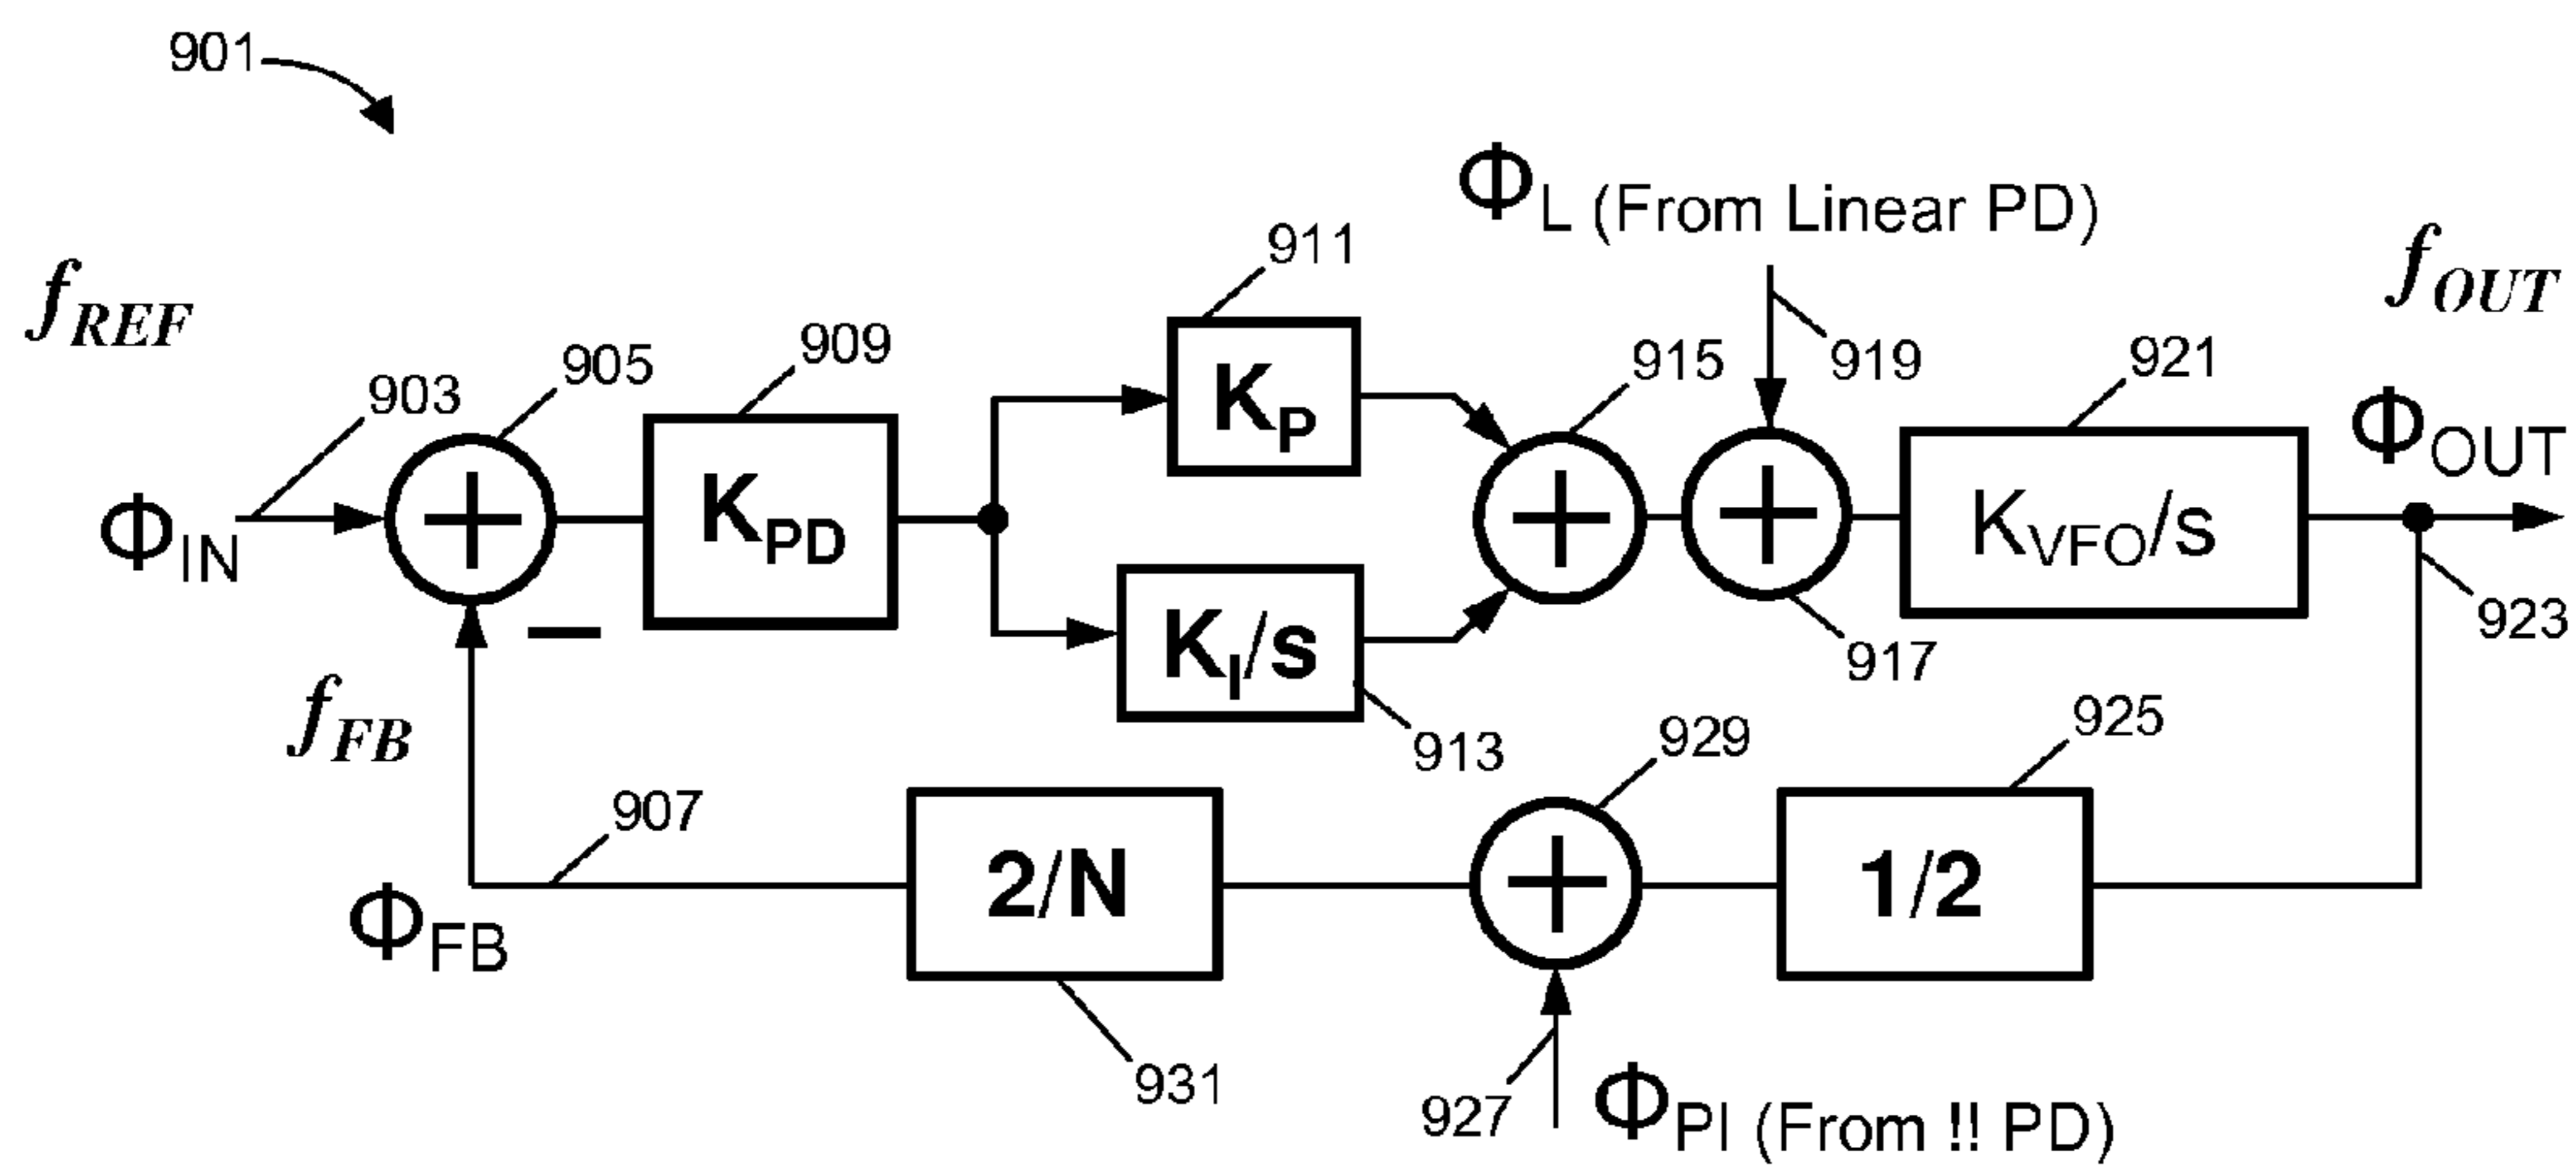 901
ΦL (From Linear PD)
911
fREF
fOUT
903
905
909
915
919
921
KP
ΦIN
KPD
KVFO/s
ΦOUT
KI/s
917
923
fFB
913
929
925
907
2/N
1/2
ΦFB
931
927
ΦPI (From !! PD)